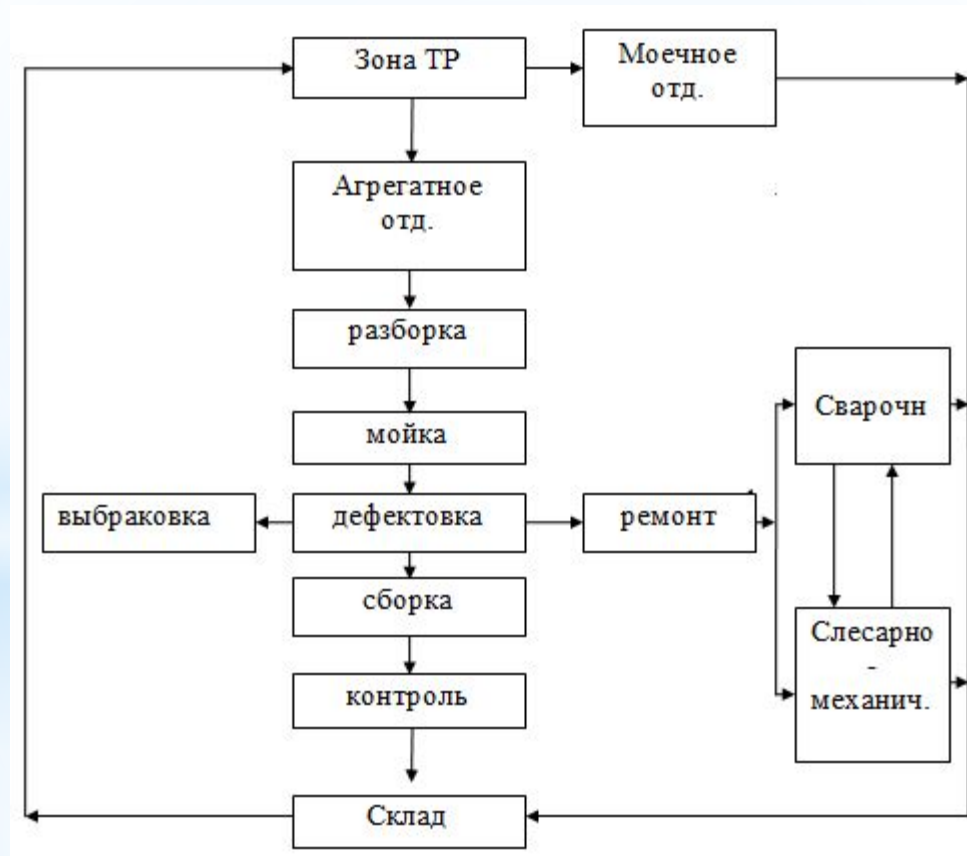 Зона ТР
Моечное
отд.
Агрегатное
отд.
разборка
мойка
Сварочн
выбраковка
дефектовка
ремонт
сборка
Слесарно
-
механич.
контроль
Склад